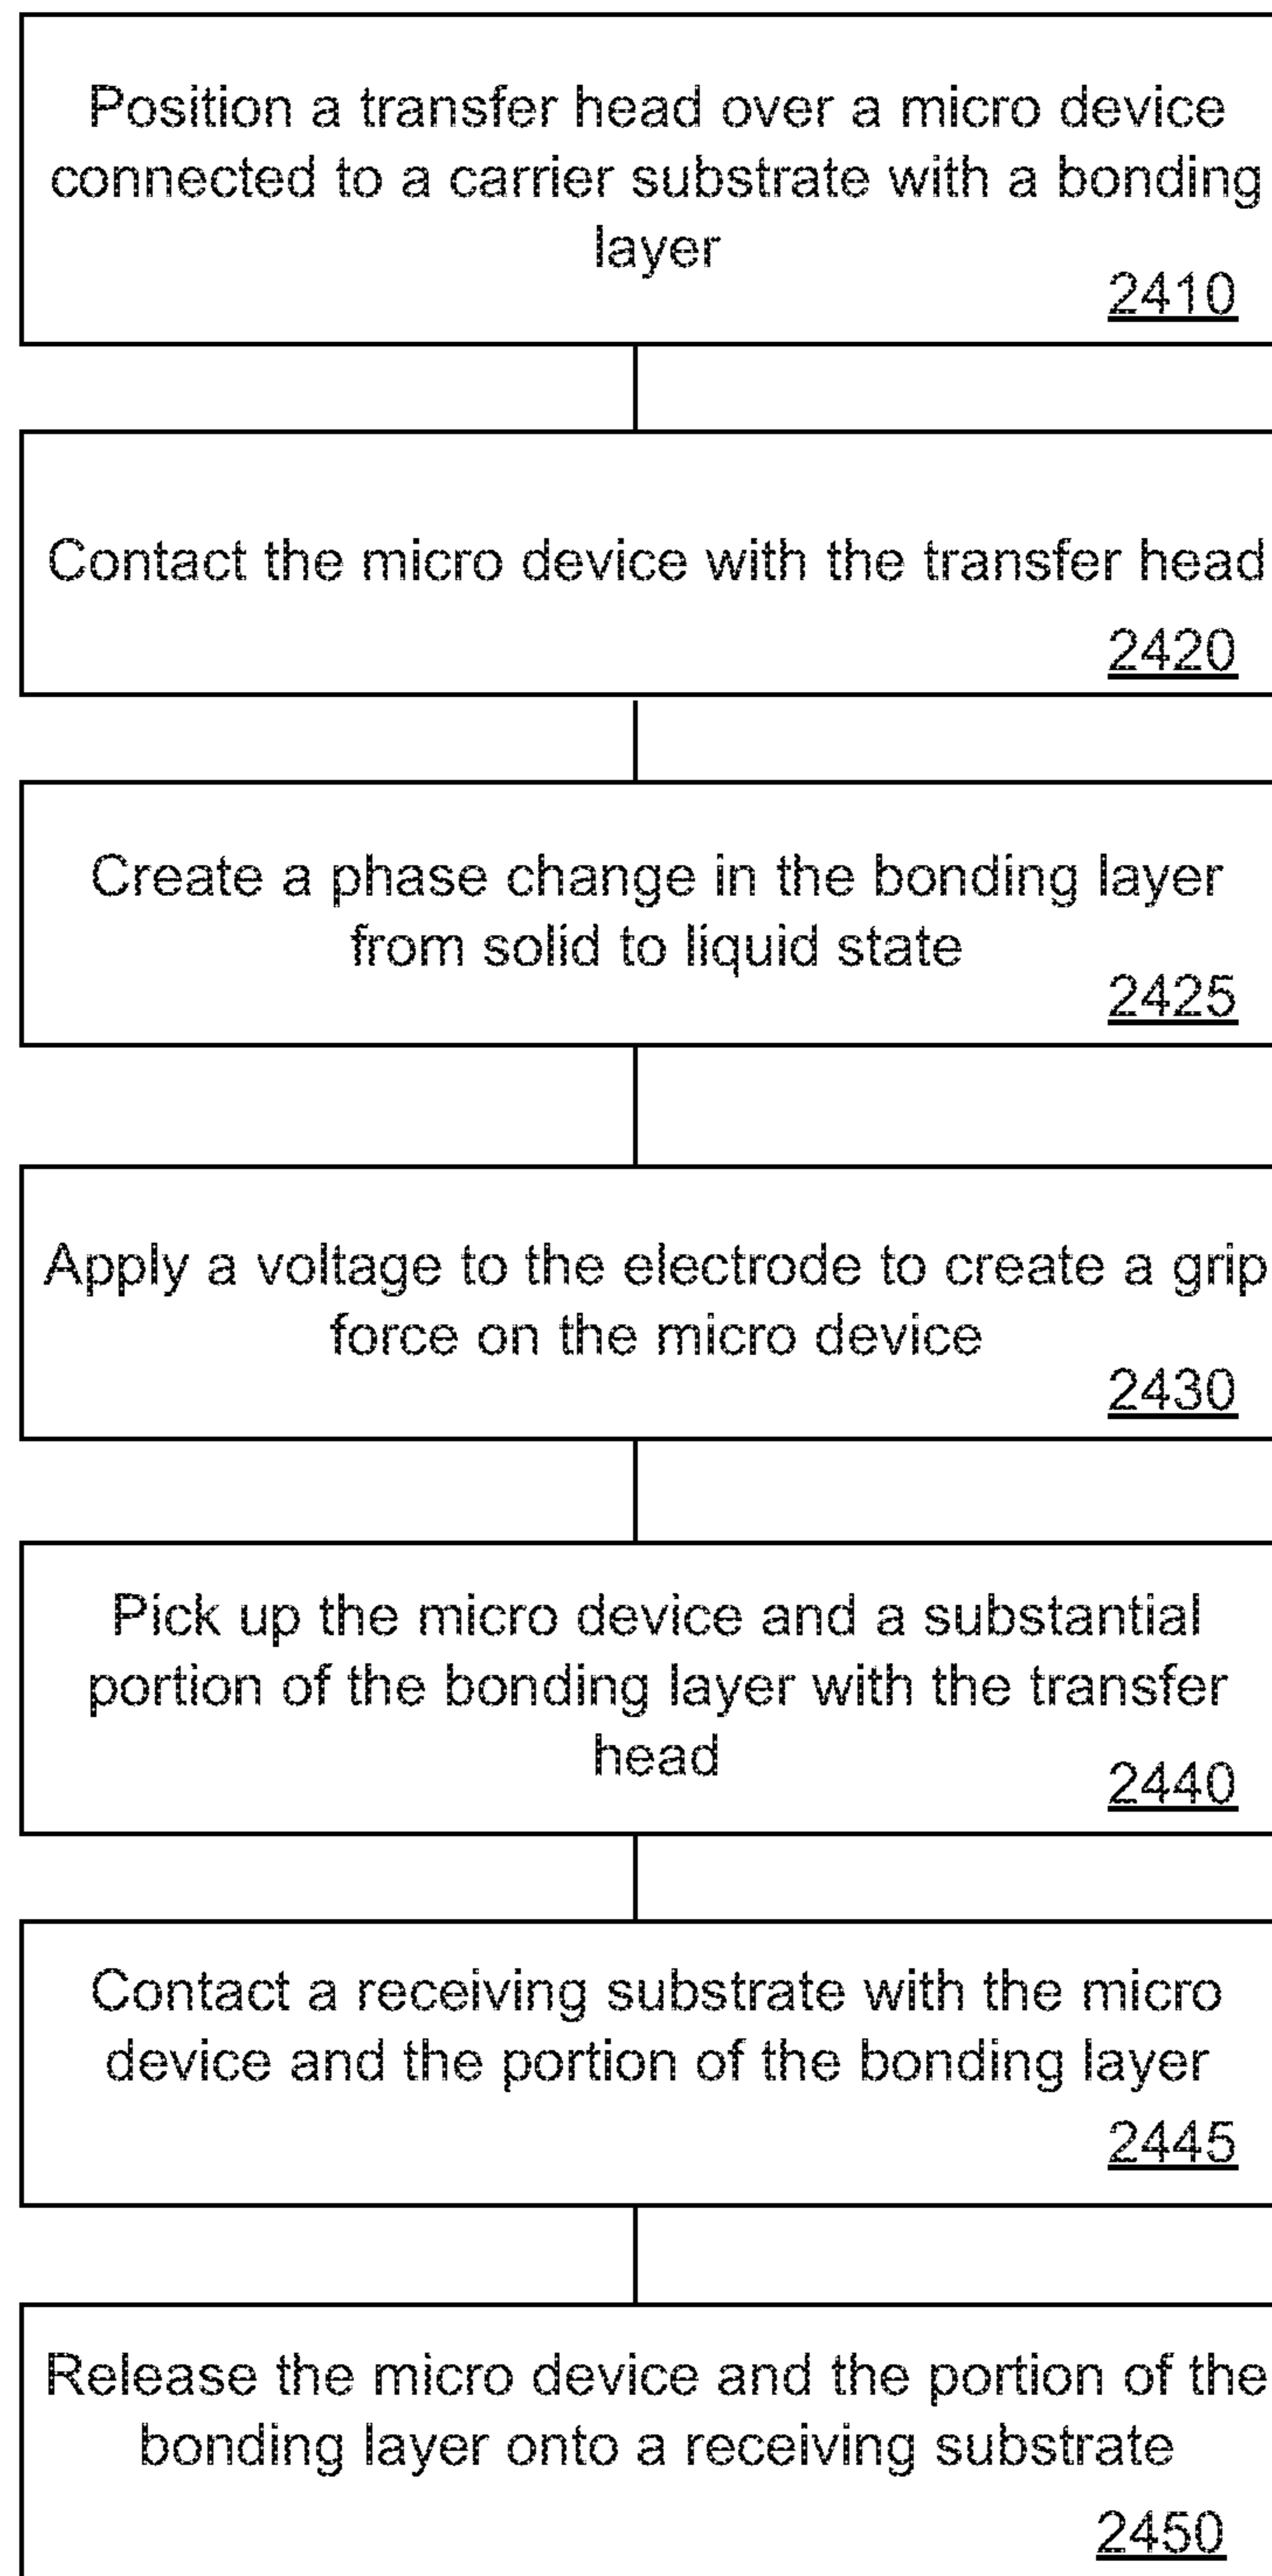 Position a transfer head over a micro device
connected to a carrier substrate with a bonding
layer
2410
Contact the micro device with the transfer head
2420
Create a phase change in the bonding layer
from solid to liquid state
2425
Apply a voltage to the electrode to create a grip
force on the micro device
2430
Pick up the micro device and a substantial
portion of the bonding layer with the transfer
head
2440
Contact a receiving substrate with the micro
device and the portion of the bonding layer
2445
Release the micro device and the portion of the
bonding layer onto a receiving substrate
2450